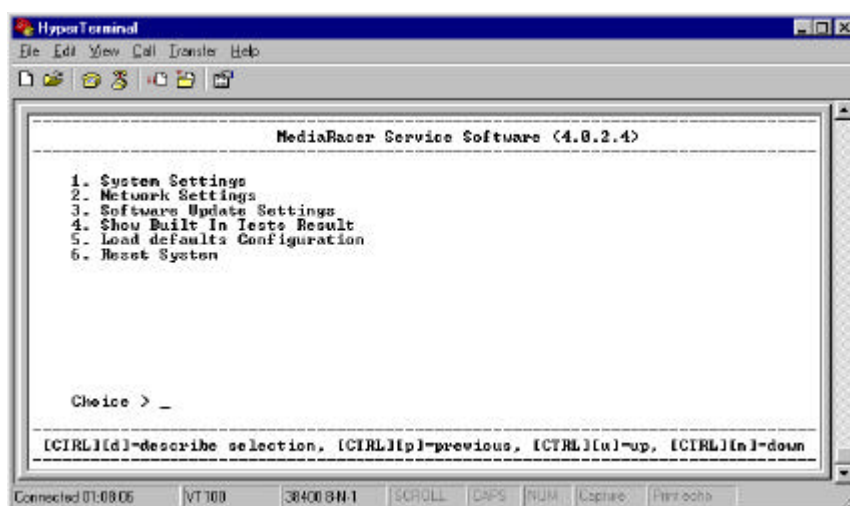 HyperTerminal
File Edit View Call Transfer Help
MediaRacer Service Software (4.0.2.4)
1. System Settings
2. Network Settings
3. Software Update Settings
4. Show Built In Tests Result
5. Load defaults Configuration
6. Reset System
Choice > _
[CTRL][d]=describe selection, [CTRL][p]=previous, [CTRL][u]=up, [CTRL][n]=down
Connected 01:08:06 VT100 38400 8-N-1 SCROLL CAPS NUM Capture Print echo